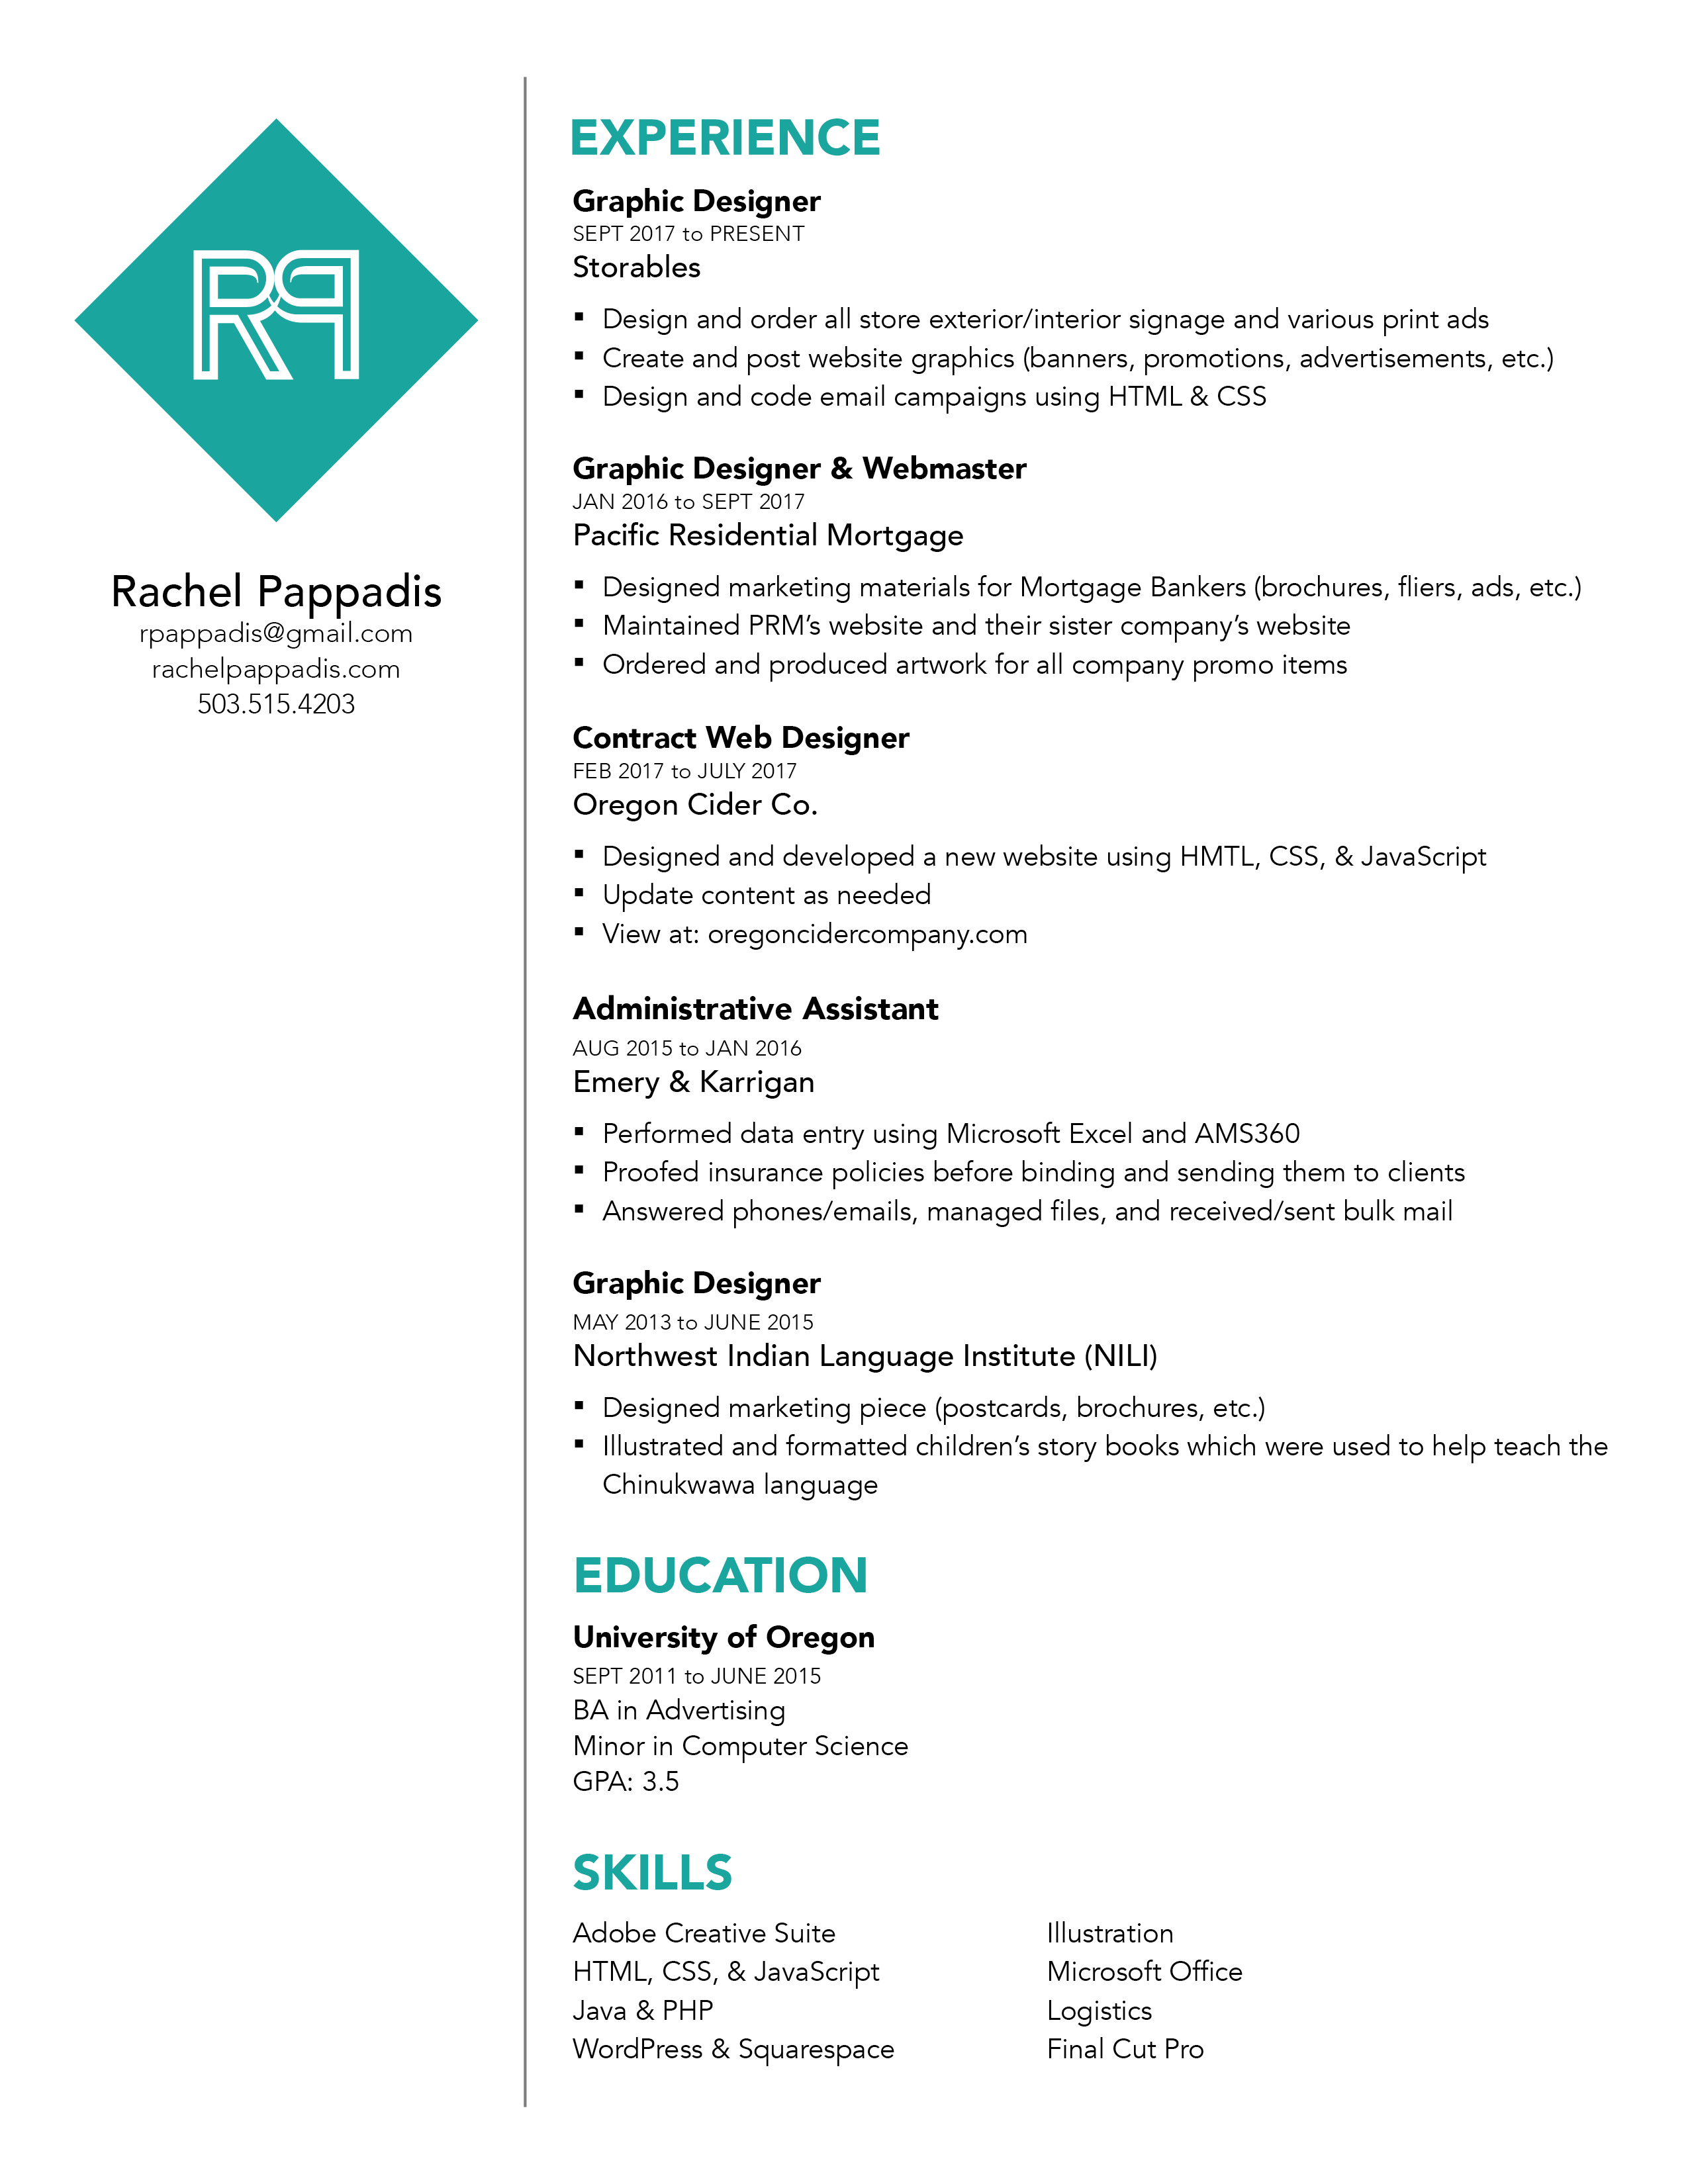 RP
Rachel Pappadis
rpappadis@gmail.com
rachelpappadis.com
503.515.4203
EXPERIENCE
Graphic Designer
SEPT 2017 to PRESENT
Storables
▪ Design and order all store exterior/interior signage and various print ads
▪ Create and post website graphics (banners, promotions, advertisements, etc.)
▪ Design and code email campaigns using HTML & CSS
Graphic Designer & Webmaster
JAN 2016 to SEPT 2017
Pacific Residential Mortgage
▪ Designed marketing materials for Mortgage Bankers (brochures, fliers, ads, etc.)
▪ Maintained PRM’s website and their sister company’s website
▪ Ordered and produced artwork for all company promo items
Contract Web Designer
FEB 2017 to JULY 2017
Oregon Cider Co.
▪ Designed and developed a new website using HMTL, CSS, & JavaScript
▪ Update content as needed
▪ View at: oregoncidercompany.com
Administrative Assistant
AUG 2015 to JAN 2016
Emery & Karrigan
▪ Performed data entry using Microsoft Excel and AMS360
▪ Proofed insurance policies before binding and sending them to clients
▪ Answered phones/emails, managed files, and received/sent bulk mail
Graphic Designer
MAY 2013 to JUNE 2015
Northwest Indian Language Institute (NILI)
▪ Designed marketing piece (postcards, brochures, etc.)
▪ Illustrated and formatted children’s story books which were used to help teach the
Chinukwawa language
EDUCATION
University of Oregon
SEPT 2011 to JUNE 2015
BA in Advertising
Minor in Computer Science
GPA: 3.5
SKILLS
Adobe Creative Suite
HTML, CSS, & JavaScript
Java & PHP
WordPress & Squarespace
Illustration
Microsoft Office
Logistics
Final Cut Pro